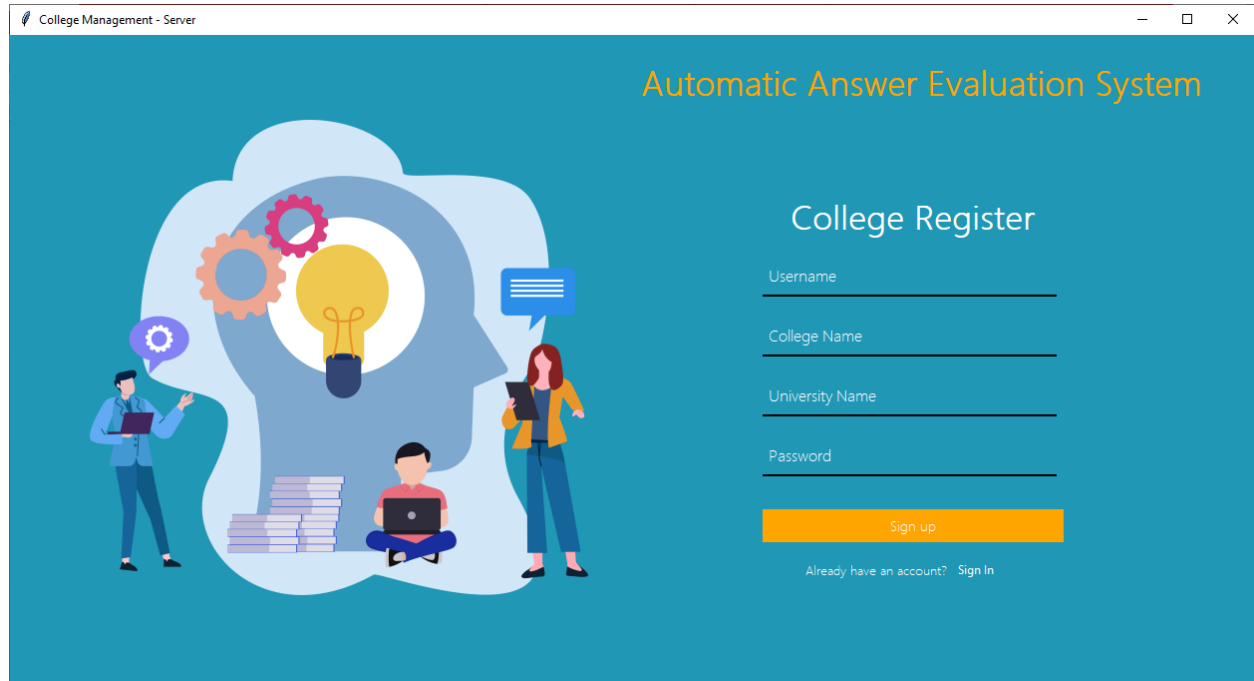 College Management - Server
Automatic Answer Evaluation System
College Register
Username
College Name
University Name
Password
Sign up
Already have an account? Sign In